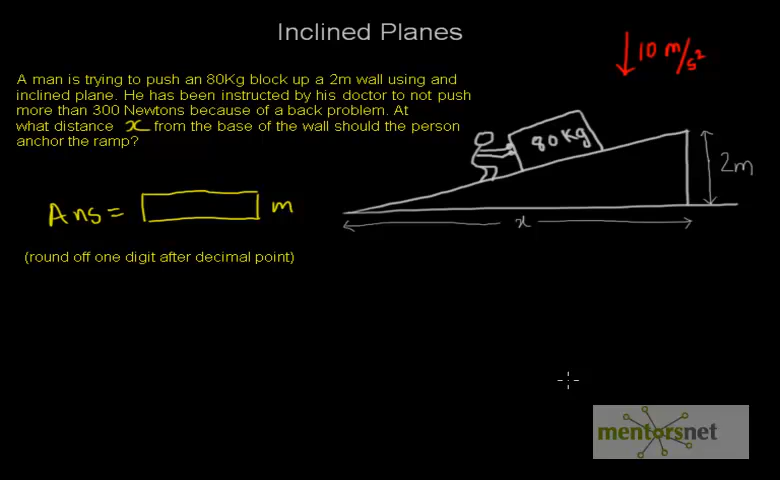 Inclined Planes
10 m/s²
A man is trying to push an 80Kg block up a 2m wall using and
inclined plane. He has been instructed by his doctor to not push
more than 300 Newtons because of a back problem. At
what distance x from the base of the wall should the person
anchor the ramp?
80Kg
2m
x
Ans = m
(round off one digit after decimal point)
mentorsnet